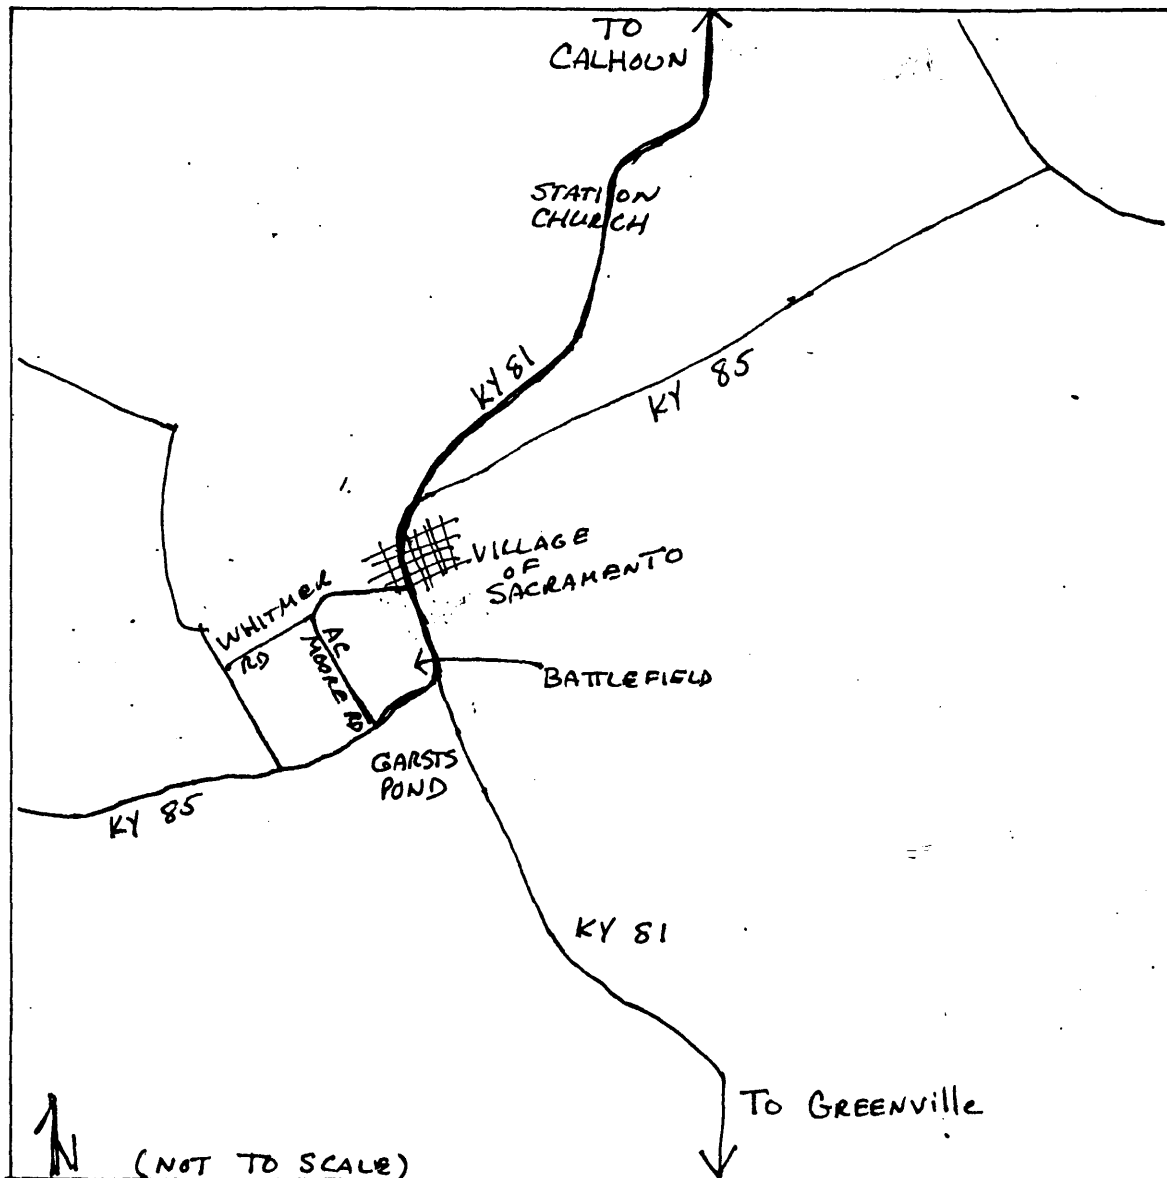 TO
CALHOUN
STATION
CHURCH
KY 81
KY 85
VILLAGE
OF
SACRAMENTO
WHITMER
RD
AC
MOORE RD
BATTLEFIELD
GARSTS
POND
KY 85
KY 81
TO GREENVille
N
(NOT TO SCALE)